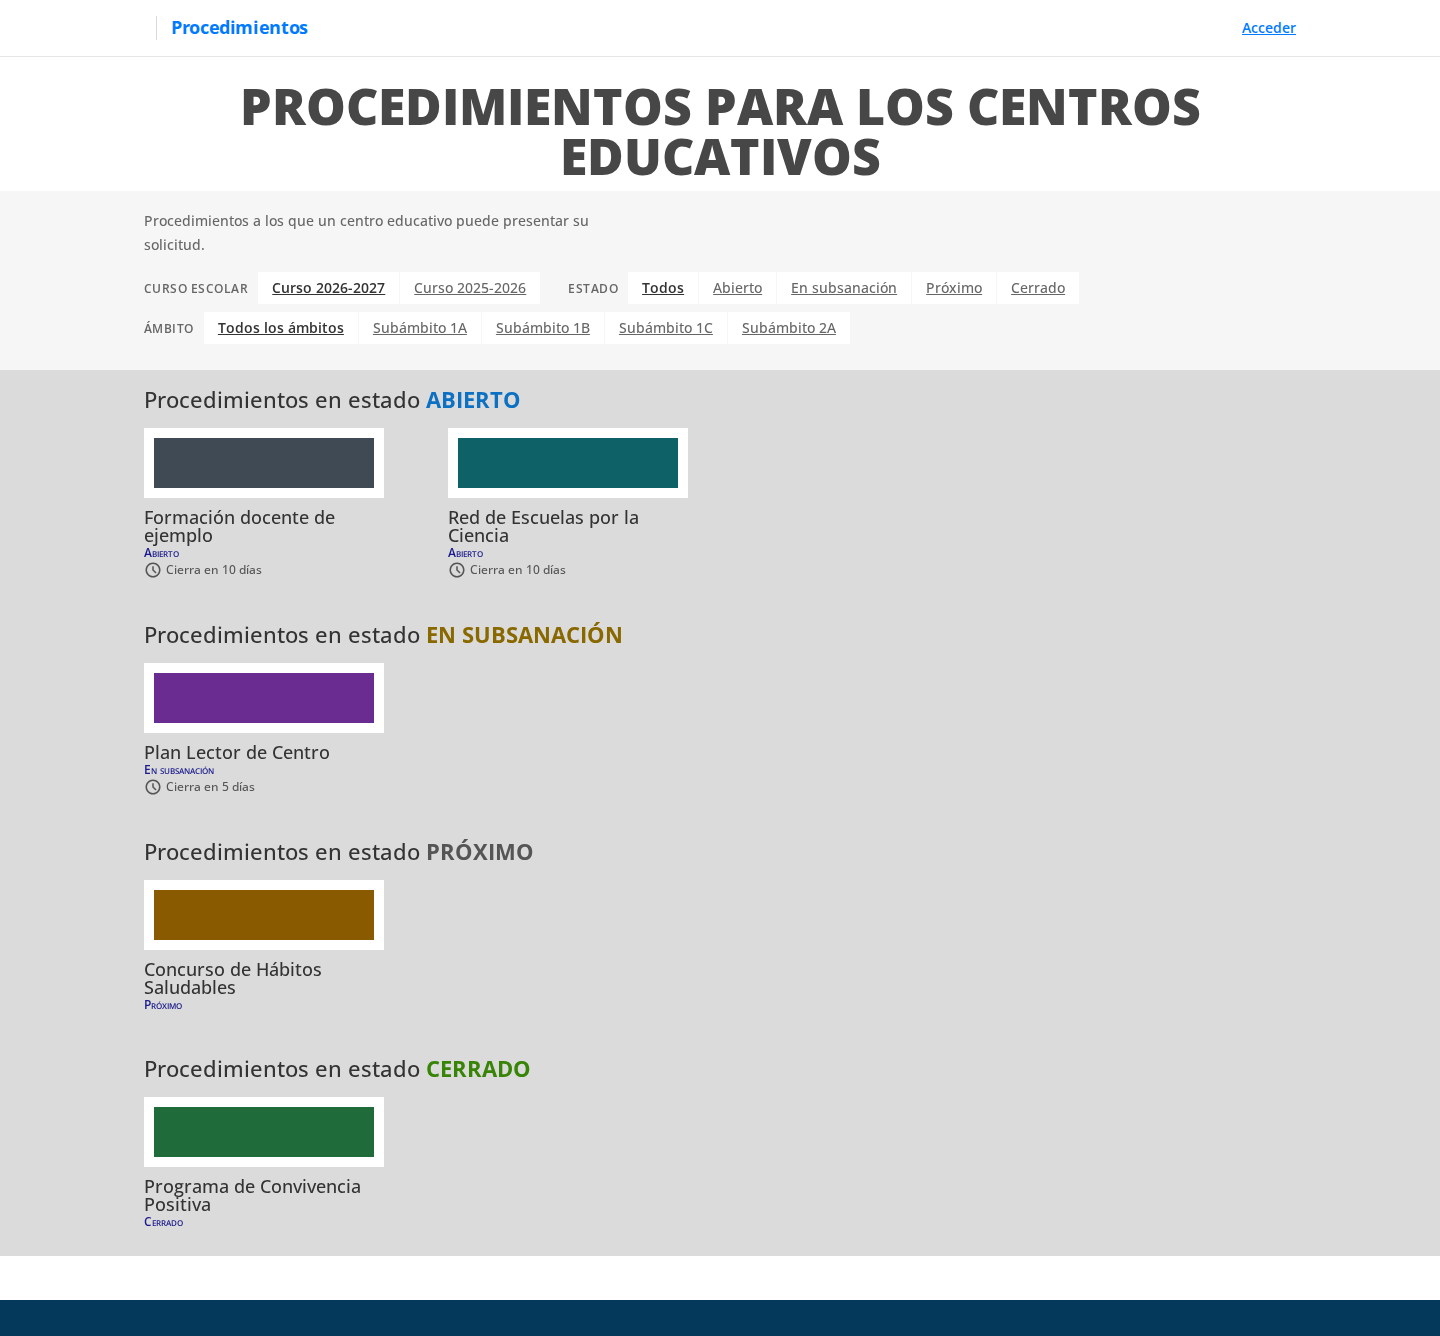 Procedimientos
Acceder
PROCEDIMIENTOS PARA LOS CENTROS
EDUCATIVOS
Procedimientos a los que un centro educativo puede presentar su
solicitud.
CURSO ESCOLAR Curso 2026-2027 Curso 2025-2026 ESTADO Todos Abierto En subsanación Próximo Cerrado
ÁMBITO Todos los ámbitos Subámbito 1A Subámbito 1B Subámbito 1C Subámbito 2A
Procedimientos en estado ABIERTO
Formación docente de
ejemplo
Abierto
Cierra en 10 días
Red de Escuelas por la
Ciencia
Abierto
Cierra en 10 días
Procedimientos en estado EN SUBSANACIÓN
Plan Lector de Centro
En subsanación
Cierra en 5 días
Procedimientos en estado PRÓXIMO
Concurso de Hábitos
Saludables
Próximo
Procedimientos en estado CERRADO
Programa de Convivencia
Positiva
Cerrado